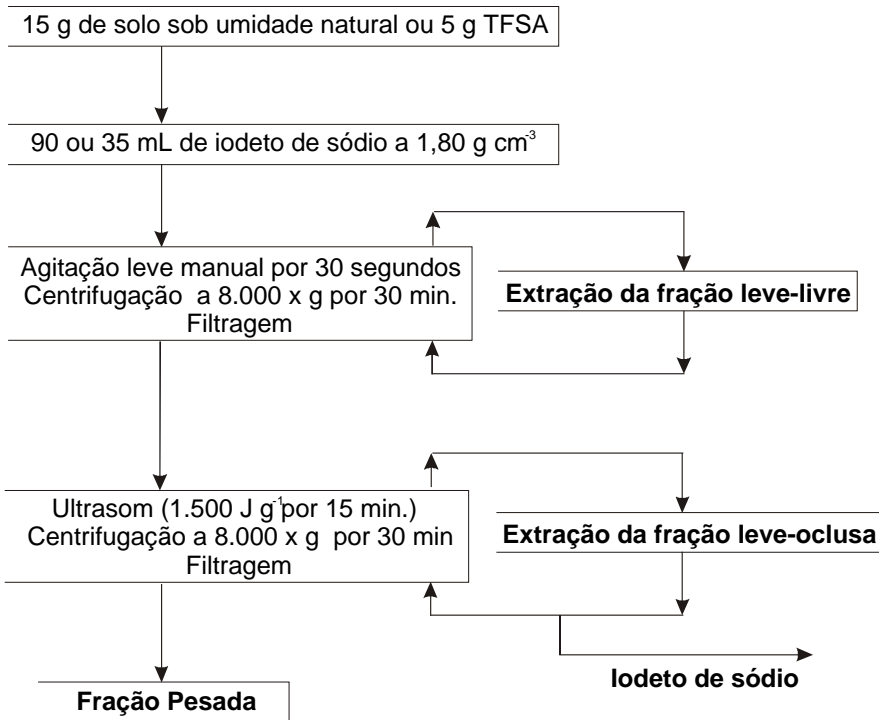 15 g de solo sob umidade natural ou 5 g TFSA
90 ou 35 mL de iodeto de sódio a 1,80 g cm⁻³
Agitação leve manual por 30 segundos
Centrifugação a 8.000 x g por 30 min.
Filtragem
Extração da fração leve-livre
Ultrasom (1.500 J g⁻¹ por 15 min.)
Centrifugação a 8.000 x g por 30 min
Filtragem
Extração da fração leve-oclusa
Iodeto de sódio
Fração Pesada